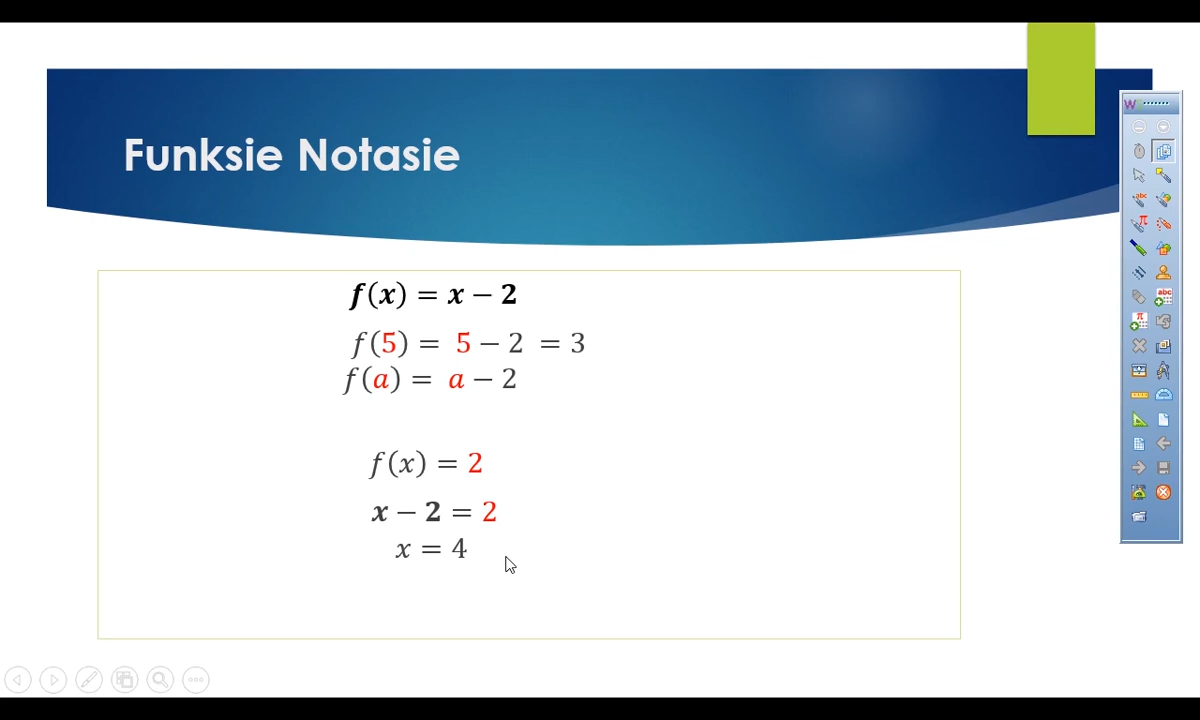 Funksie Notasie
f(x) = x − 2
f(5) = 5 − 2 = 3
f(a) = a − 2
f(x) = 2
x − 2 = 2
x = 4